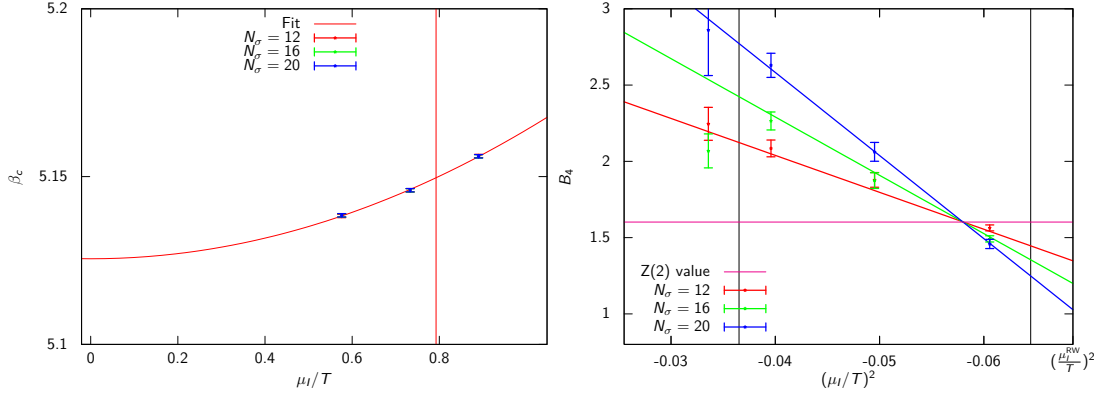 5.2
5.15
5.1
β_c
Fit
N_σ = 12
N_σ = 16
N_σ = 20
0
0.2
0.4
0.6
0.8
1
μ_I/T
3
2.5
2
1.5
1
B_4
Z(2) value
N_σ = 12
N_σ = 16
N_σ = 20
-0.03
-0.04
-0.05
-0.06
(μ_I^RW/T)^2
(μ_I/T)^2